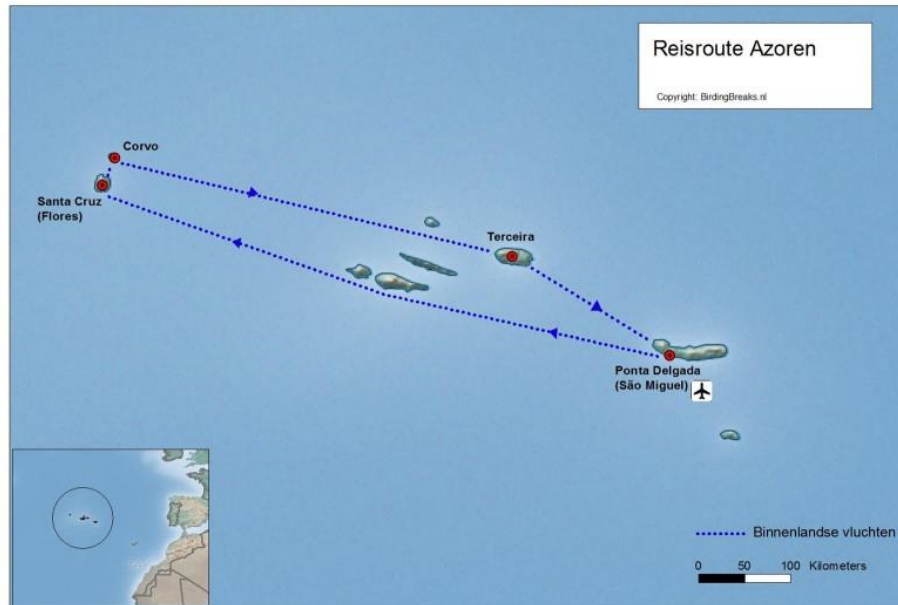 Reisroute Azoren
Copyright: BirdingBreaks.nl
Corvo
Santa Cruz
(Flores)
Terceira
Ponta Delgada
(São Miguel)
Binnenlandse vluchten
0 50 100 Kilometers